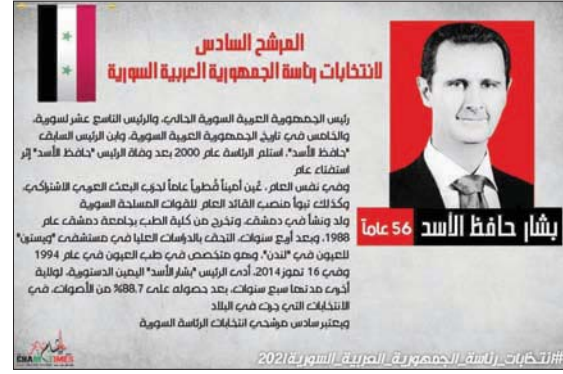 المرشح السادس
لانتخابات رئاسة الجمهورية العربية السورية
رئيس الجمهورية العربية السورية الحالي، والرئيس التاسع عشر لسورية،
والخامس في تاريخ الجمهورية العربية السورية، وابن الرئيس السابق
"حافظ الأسد"، استلم الرئاسة عام 2000 بعد وفاة الرئيس "حافظ الأسد" إثر
استفتاء عام
وفي نفس العام، عُين أميناً قُطرياً عاماً لحزب البعث العربي الاشتراكي،
وكذلك تبوأ منصب القائد العام للقوات المسلحة السورية
ولد ونشأ في دمشق، وتخرج من كلية الطب بجامعة دمشق عام
1988، وبعد أربع سنوات، التحق بالدراسات العليا في مستشفى "ويسترن"
للعيون في "لندن"، وهو متخصص في طب العيون في عام 1994
وفي 16 تموز 2014، أدى الرئيس "بشار الأسد" اليمين الدستورية، لولاية
أخرى مدتها سبع سنوات، بعد حصوله على 88.7% من الأصوات، في
الانتخابات التي جرت في البلاد
ويعتبر سادس مرشحي انتخابات الرئاسة السورية
بشار حافظ الأسد 56 عاماً
#انتخابات_رئاسة_الجمهورية_العربية_السورية2021
CHAM TIMES